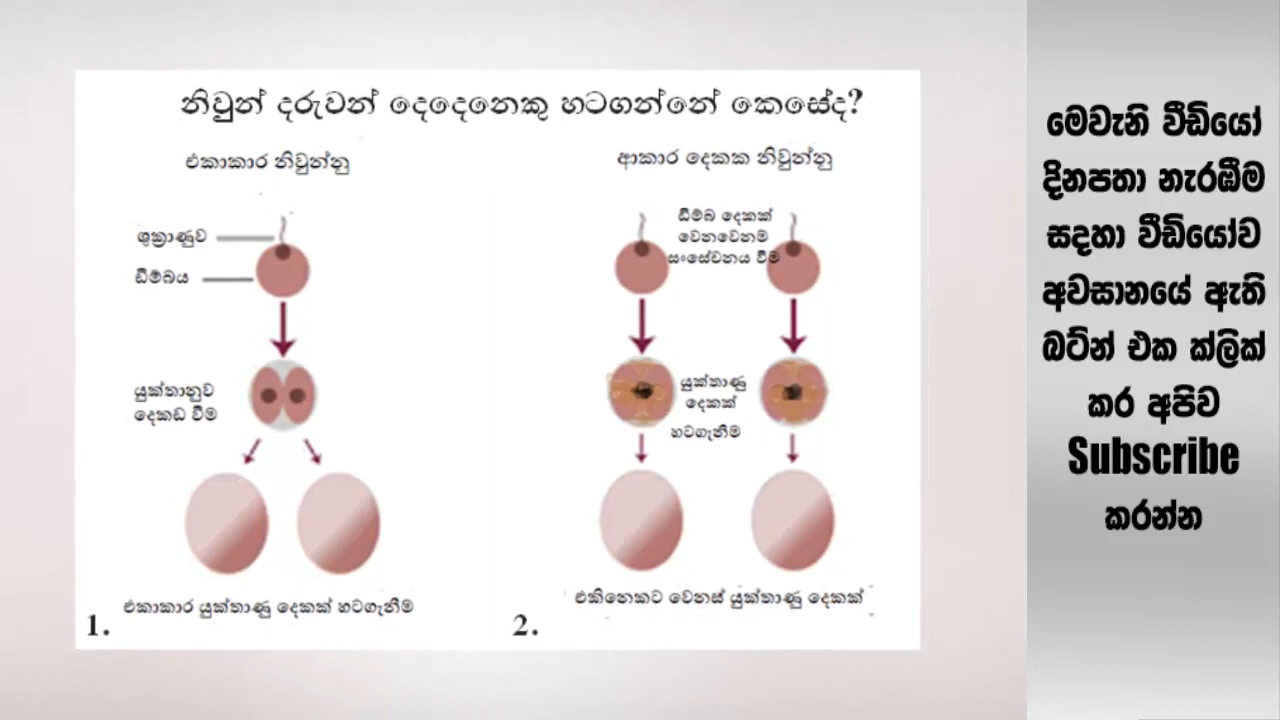 නිවුන් දරුවන් දෙදෙනෙකු හටගන්නේ කෙසේද?
එකාකාර නිවුන්නු
ශුක්‍රාණුව
ඩිම්බය
යුක්තානුව
දෙකඩ වීම
එකාකාර යුක්තාණු දෙකක් හටගැනීම
1.
ආකාර දෙකක නිවුන්නු
ඩිම්බ දෙකක්
වෙනවෙනම
සංසේචනය වීම
යුක්තාණු
දෙකක්
හටගැනීම
එකිනෙකට වෙනස් යුක්තාණු දෙකක්
2.
මෙවැනි වීඩියෝ
දිනපතා නැරඹීම
සදහා වීඩියෝව
අවසානයේ ඇති
බටන් එක ක්ලික්
කර අපිව
Subscribe
කරන්න